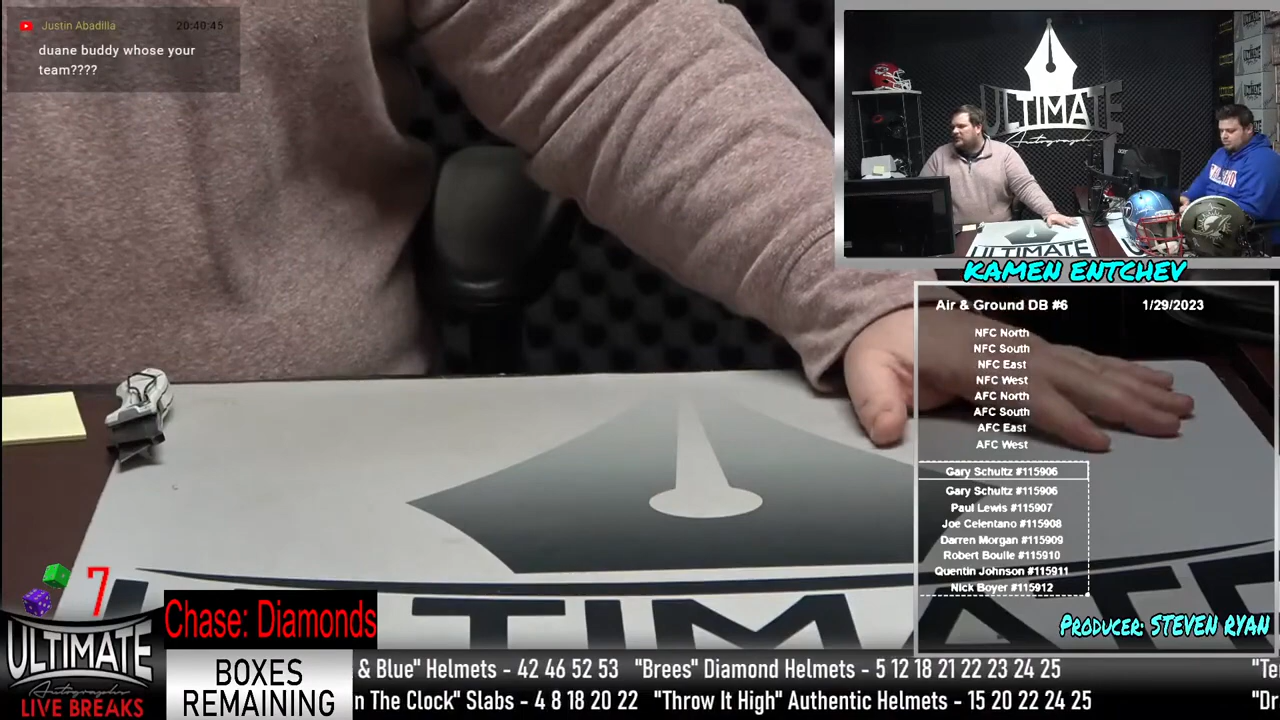 Justin Abadilla 20:40:45
duane buddy whose your
team????
ULTIMATE
Autographs
KAMEN ENTCHEV
Air & Ground DB #6 1/29/2023
NFC North
NFC South
NFC East
NFC West
AFC North
AFC South
AFC East
AFC West
Gary Schultz #115906
Gary Schultz #115906
Paul Lewis #115907
Joe Celentano #115908
Darren Morgan #115909
Robert Boulle #115910
Quentin Johnson #115911
Nick Boyer #115912
PRODUCER: STEVEN RYAN
ULTIMATE
7
Chase: Diamonds
ULTIMATE
Autographs
LIVE BREAKS
BOXES
REMAINING
& Blue" Helmets - 42 46 52 53 "Brees" Diamond Helmets - 5 12 18 21 22 23 24 25 "Te
n The Clock" Slabs - 4 8 18 20 22 "Throw It High" Authentic Helmets - 15 20 22 24 25 "Dr
ULTIMATE